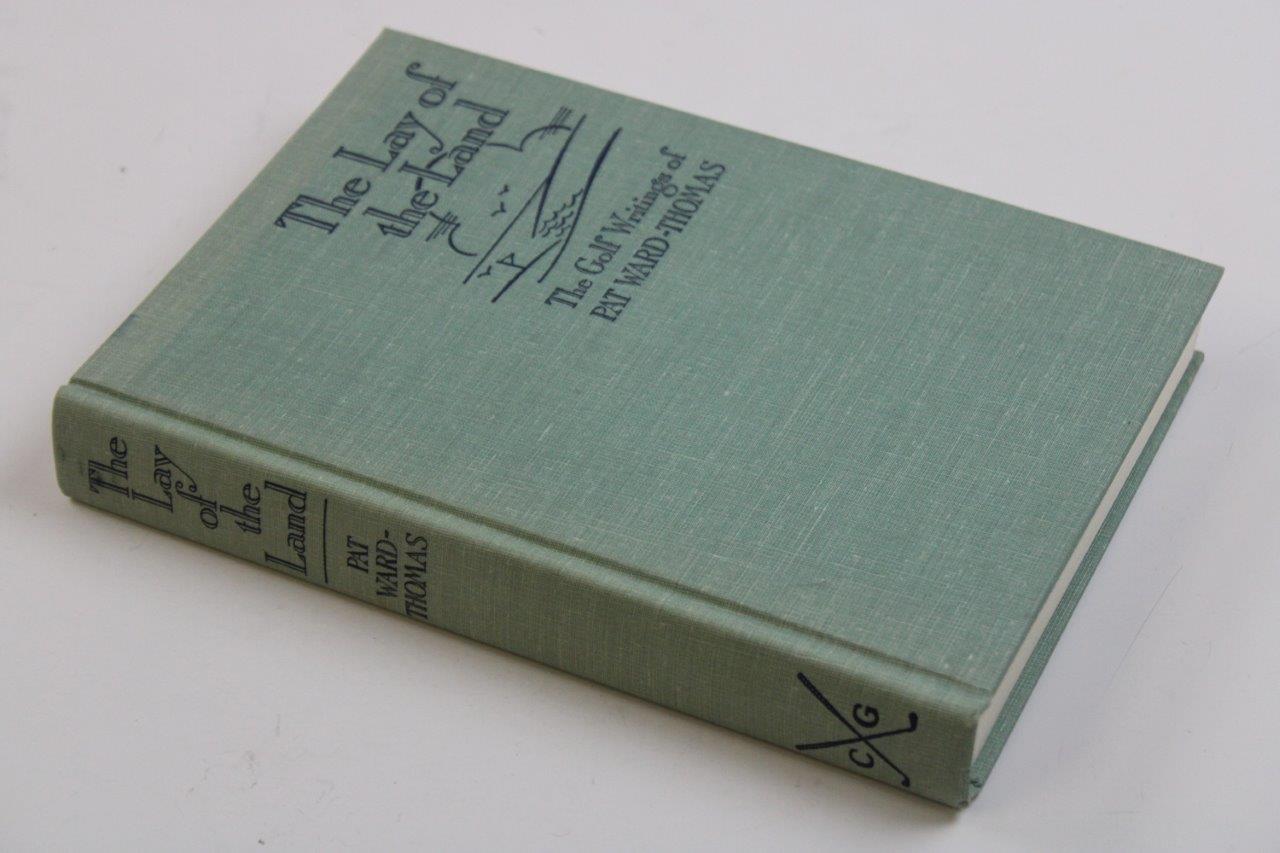 The Lay of
the Land
The Golf Writings of
PAT WARD-THOMAS
The
Lay
of
the
Land
PAT
WARD-
THOMAS
C G